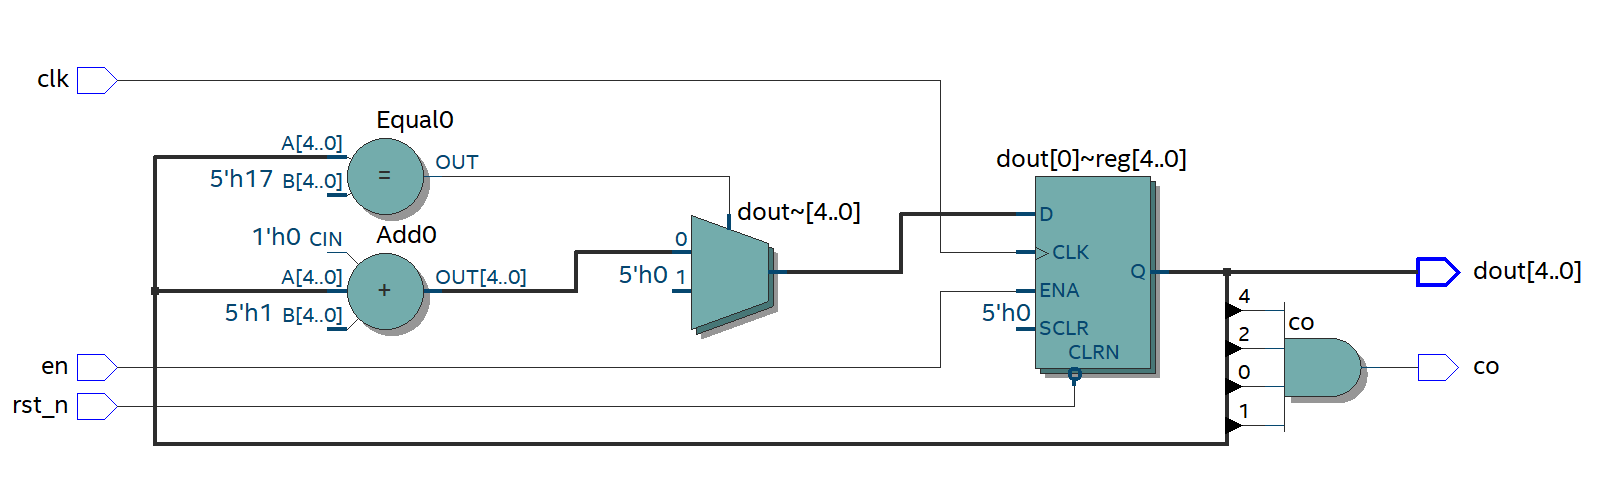 clk
Equal0
A[4..0]
OUT
5'h17 B[4..0]
=
dout[0]~reg[4..0]
dout~[4..0]
1'h0 CIN
Add0
A[4..0]
OUT[4..0]
5'h1 B[4..0]
+
0
5'h0 1
D
CLK
Q
ENA
5'h0
SCLR
CLRN
dout[4..0]
4
co
2
0
1
en
co
rst_n